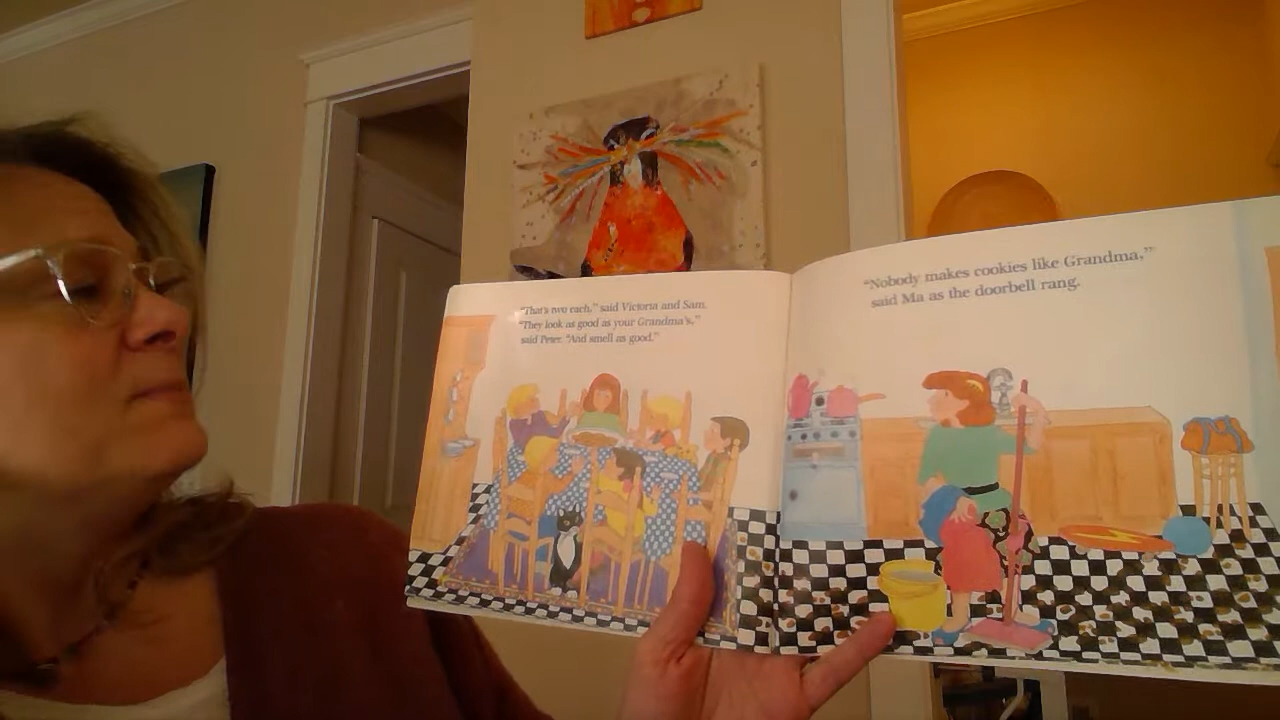 "That's two each," said Victoria and Sam.
"They look as good as your Grandma's,"
said Peter. "And smell as good."
"Nobody makes cookies like Grandma,"
said Ma as the doorbell rang.